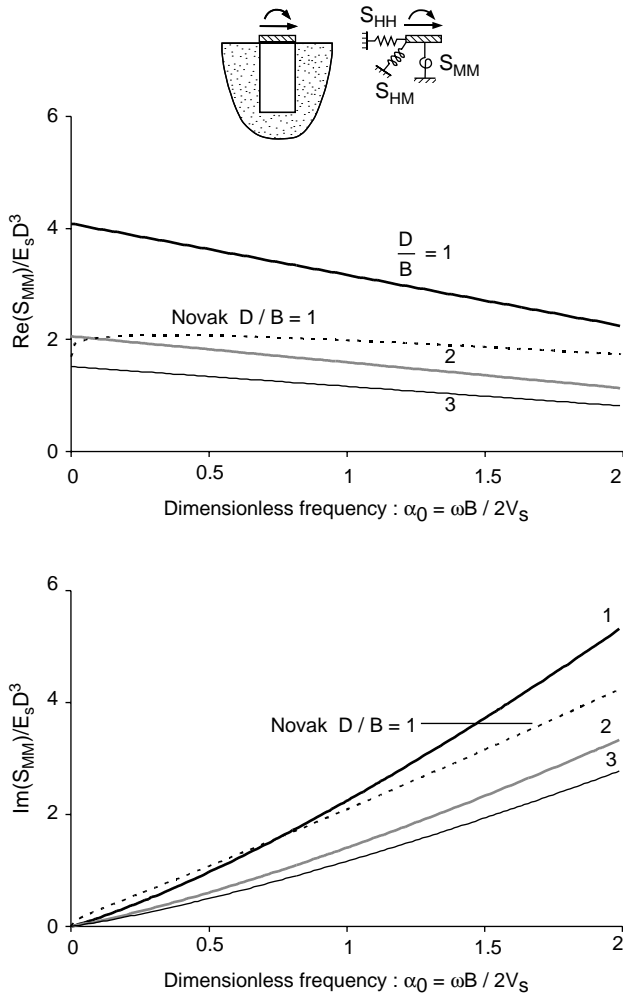 S_HH
S_MM
S_HM
6
4
2
0
Re(S_MM)/E_sD^3
D/B = 1
Novak D / B = 1
2
3
0 0.5 1 1.5 2
Dimensionless frequency : α_0 = ωB / 2V_s
6
4
2
0
Im(S_MM)/E_sD^3
1
Novak D / B = 1
2
3
0 0.5 1 1.5 2
Dimensionless frequency : α_0 = ωB / 2V_s